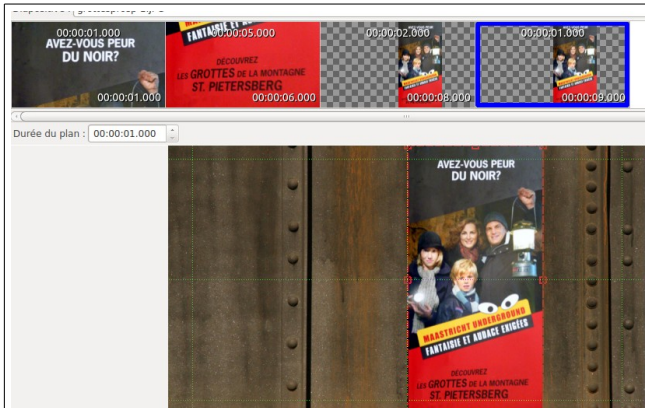 00:00:01.000
AVEZ-VOUS PEUR
DU NOIR?
00:00:01.000
FANTAISIE ET AU
00:00:05.000
DÉCOUVREZ
LES GROTTES DE LA MONTAGNE
ST. PIETERSBERG
00:00:06.000
00:00:02.000
00:00:08.000
00:00:01.000
00:00:09.000
Durée du plan : 00:00:01.000
AVEZ-VOUS PEUR
DU NOIR?
MAASTRICHT UNDERGROUND
FANTAISIE ET AUDACE EXIGÉES
DÉCOUVREZ
LES GROTTES DE LA MONTAGNE
ST. PIETERSBERG